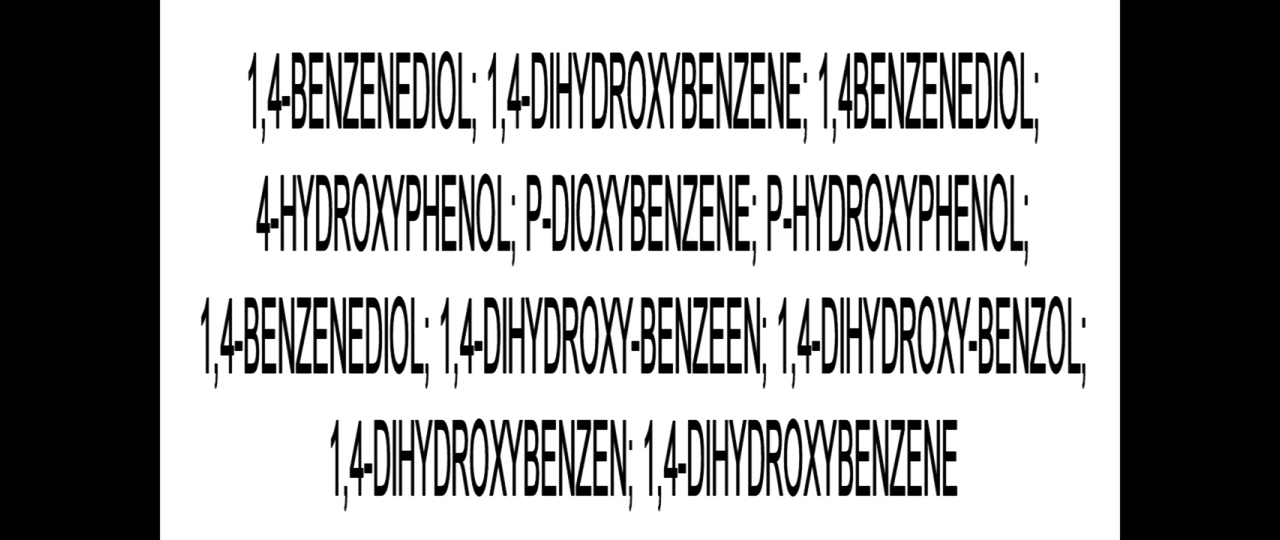 1,4-BENZENEDIOL; 1,4-DIHYDROXYBENZENE; 1,4BENZENEDIOL;
4-HYDROXYPHENOL; P-DIOXYBENZENE; P-HYDROXYPHENOL;
1,4-BENZENEDIOL; 1,4-DIHYDROXY-BENZEEN; 1,4-DIHYDROXY-BENZOL;
1,4-DIHYDROXYBENZEN; 1,4-DIHYDROXYBENZENE